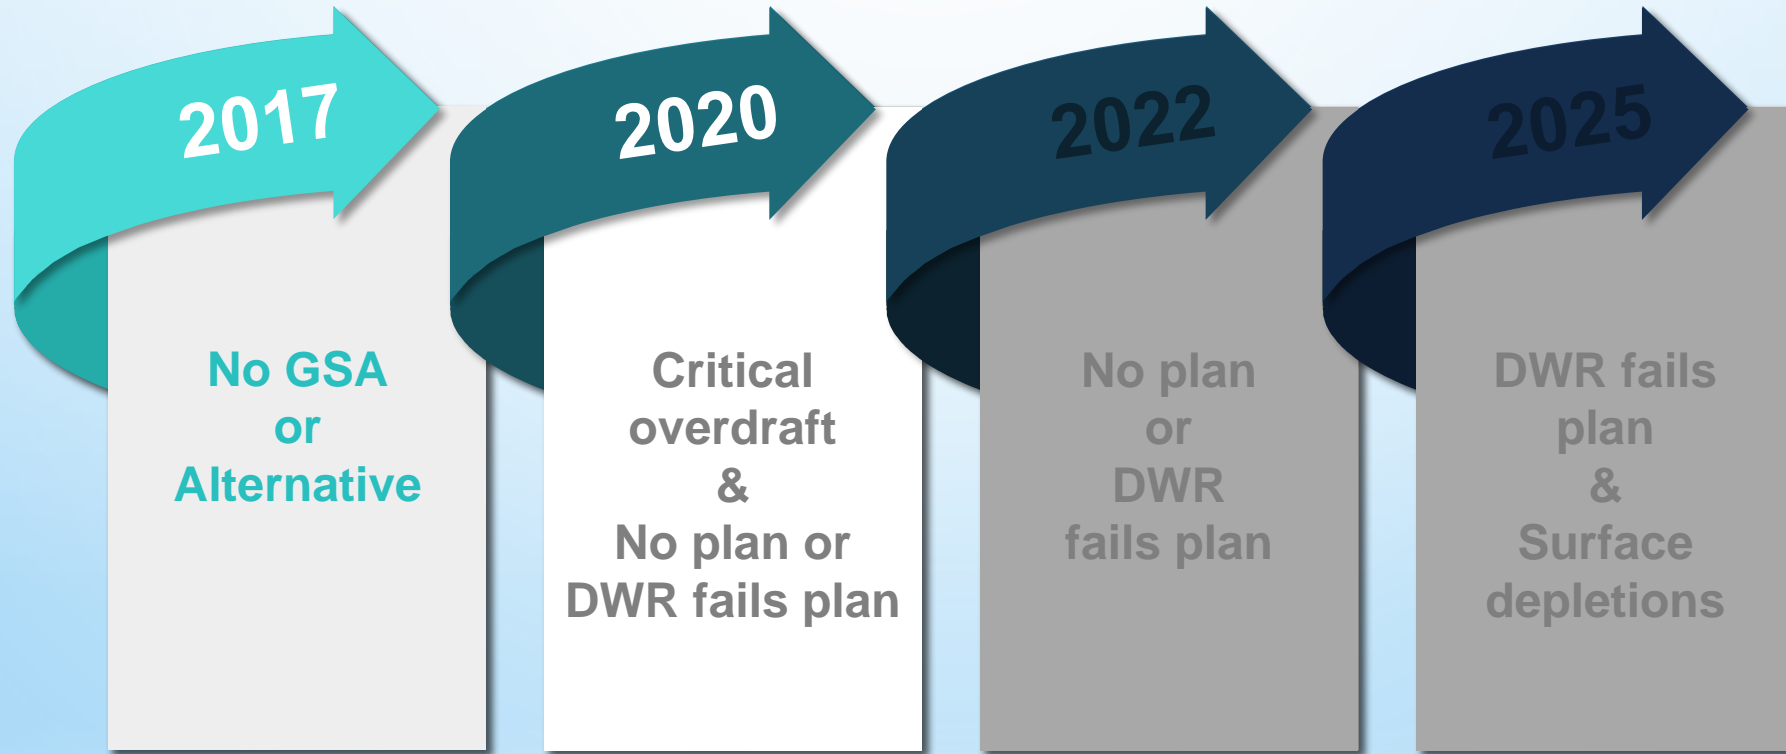 2017
No GSA
or
Alternative
2020
Critical
overdraft
&
No plan or
DWR fails plan
2022
No plan
or
DWR
fails plan
2025
DWR fails
plan
&
Surface
depletions